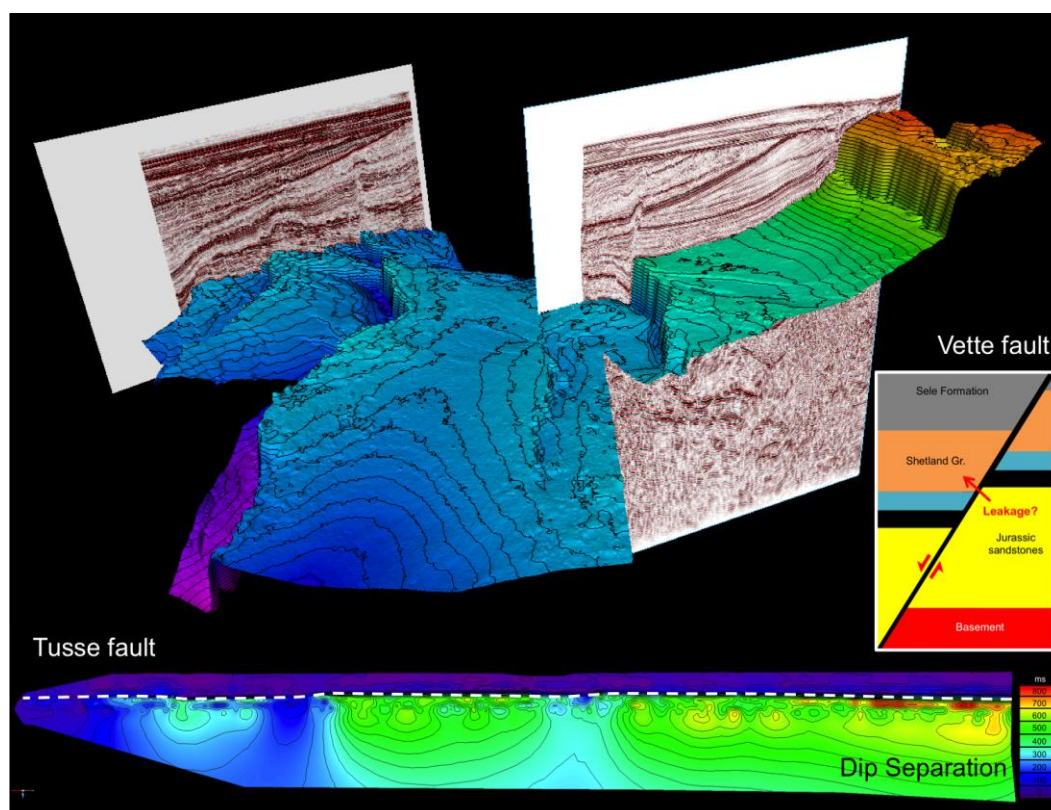 Vette fault
Sele Formation
Shetland Gr.
Leakage?
Jurassic
sandstones
Basement
Tusse fault
ms
800
700
600
500
400
300
200
Dip Separation